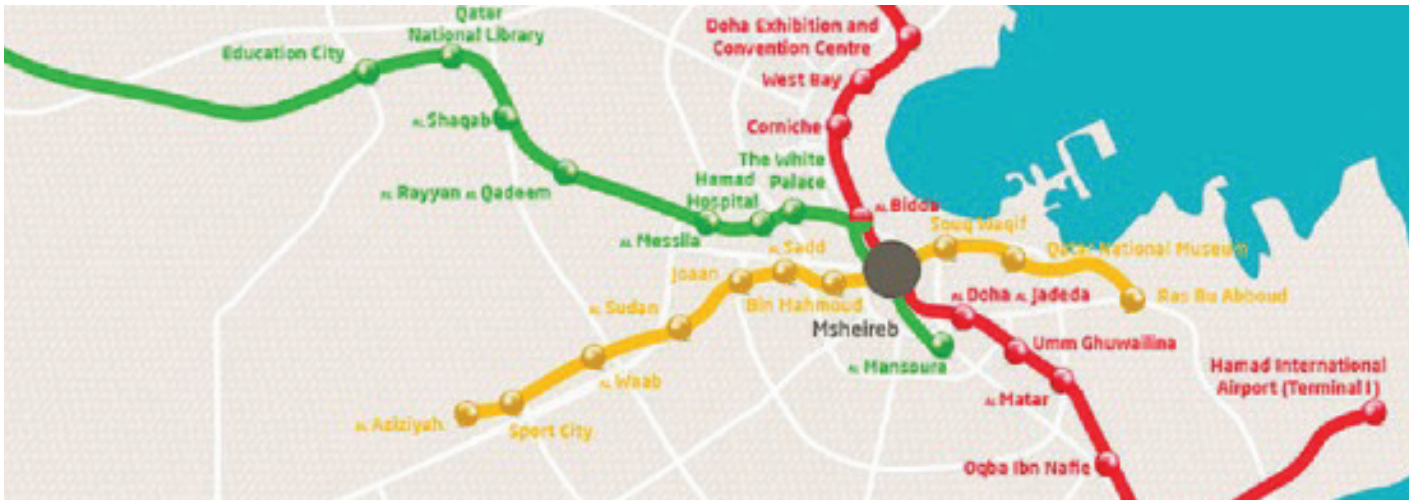 Qatar
National Library
Education City
AL Shaqab
AL Rayyan AL Qadeem
AL Messila
Hamad
Hospital
The White
Palace
Doha Exhibition and
Convention Centre
West Bay
Corniche
AL Bidda
Souq Waqif
Qatar National Museum
Ras Bu Abboud
AL Sadd
Joaan
Bin Mahmoud
AL Sudan
AL Waab
Sport City
AL Aziziyah
Msheireb
AL Mansoura
AL Doha AL Jadeda
Umm Ghuwailina
AL Matar
Oqba Ibn Nafie
Hamad International
Airport (Terminal 1)